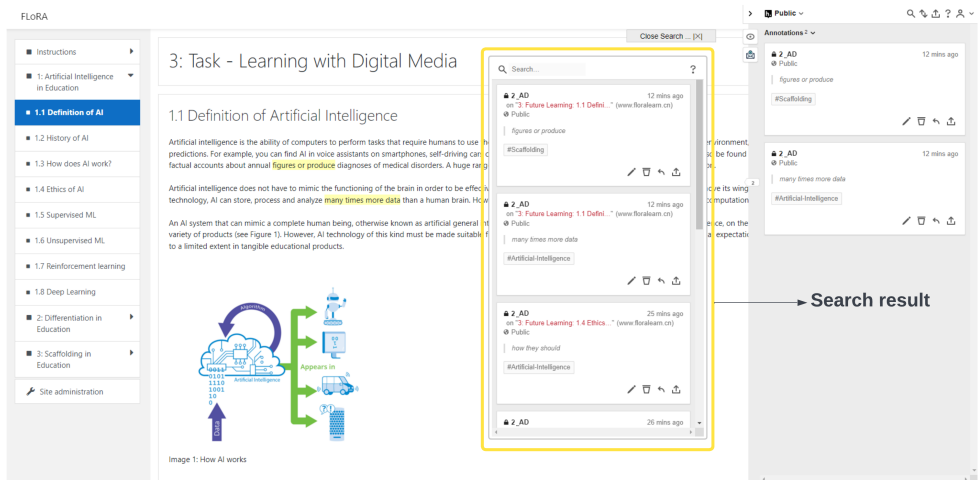 FLoRA
Instructions
1: Artificial Intelligence
in Education
1.1 Definition of AI
1.2 History of AI
1.3 How does AI work?
1.4 Ethics of AI
1.5 Supervised ML
1.6 Unsupervised ML
1.7 Reinforcement learning
1.8 Deep Learning
2: Differentiation in
Education
3: Scaffolding in
Education
Site administration
3: Task - Learning with Digital Media
1.1 Definition of Artificial Intelligence
Artificial intelligence is the ability of computers to perform tasks that require humans to use
predictions. For example, you can find AI in voice assistants on smartphones, self-driving cars
factual accounts about annual figures or produce diagnoses of medical disorders. A huge
Artificial intelligence does not have to mimic the functioning of the brain in order to be
technology, AI can store, process and analyze many times more data than a human brain.
An AI system that can mimic a complete human being, otherwise known as artificial general
variety of products (see Figure 1). However, AI technology of this kind must be made suitable
to a limited extent in tangible educational products.
Algorithm
0011
0101
1110
1001
10
0
Artificial Intelligence
Appears in
Data
?!
Image 1: How AI works
Close Search ... [X]
Search...
?
2_AD 12 mins ago
on "3: Future Learning: 1.1 Defini..." (www.floralearn.cn)
Public
figures or produce
#Scaffolding
2_AD 12 mins ago
on "3: Future Learning: 1.1 Defini..." (www.floralearn.cn)
Public
many times more data
#Artificial-Intelligence
2_AD 25 mins ago
on "3: Future Learning: 1.4 Ethics..." (www.floralearn.cn)
Public
how they should
#Artificial-Intelligence
2_AD 26 mins ago
Public
?
Annotations 2
2_AD 12 mins ago
Public
figures or produce
#Scaffolding
2_AD 12 mins ago
Public
many times more data
#Artificial-Intelligence
2
Search result